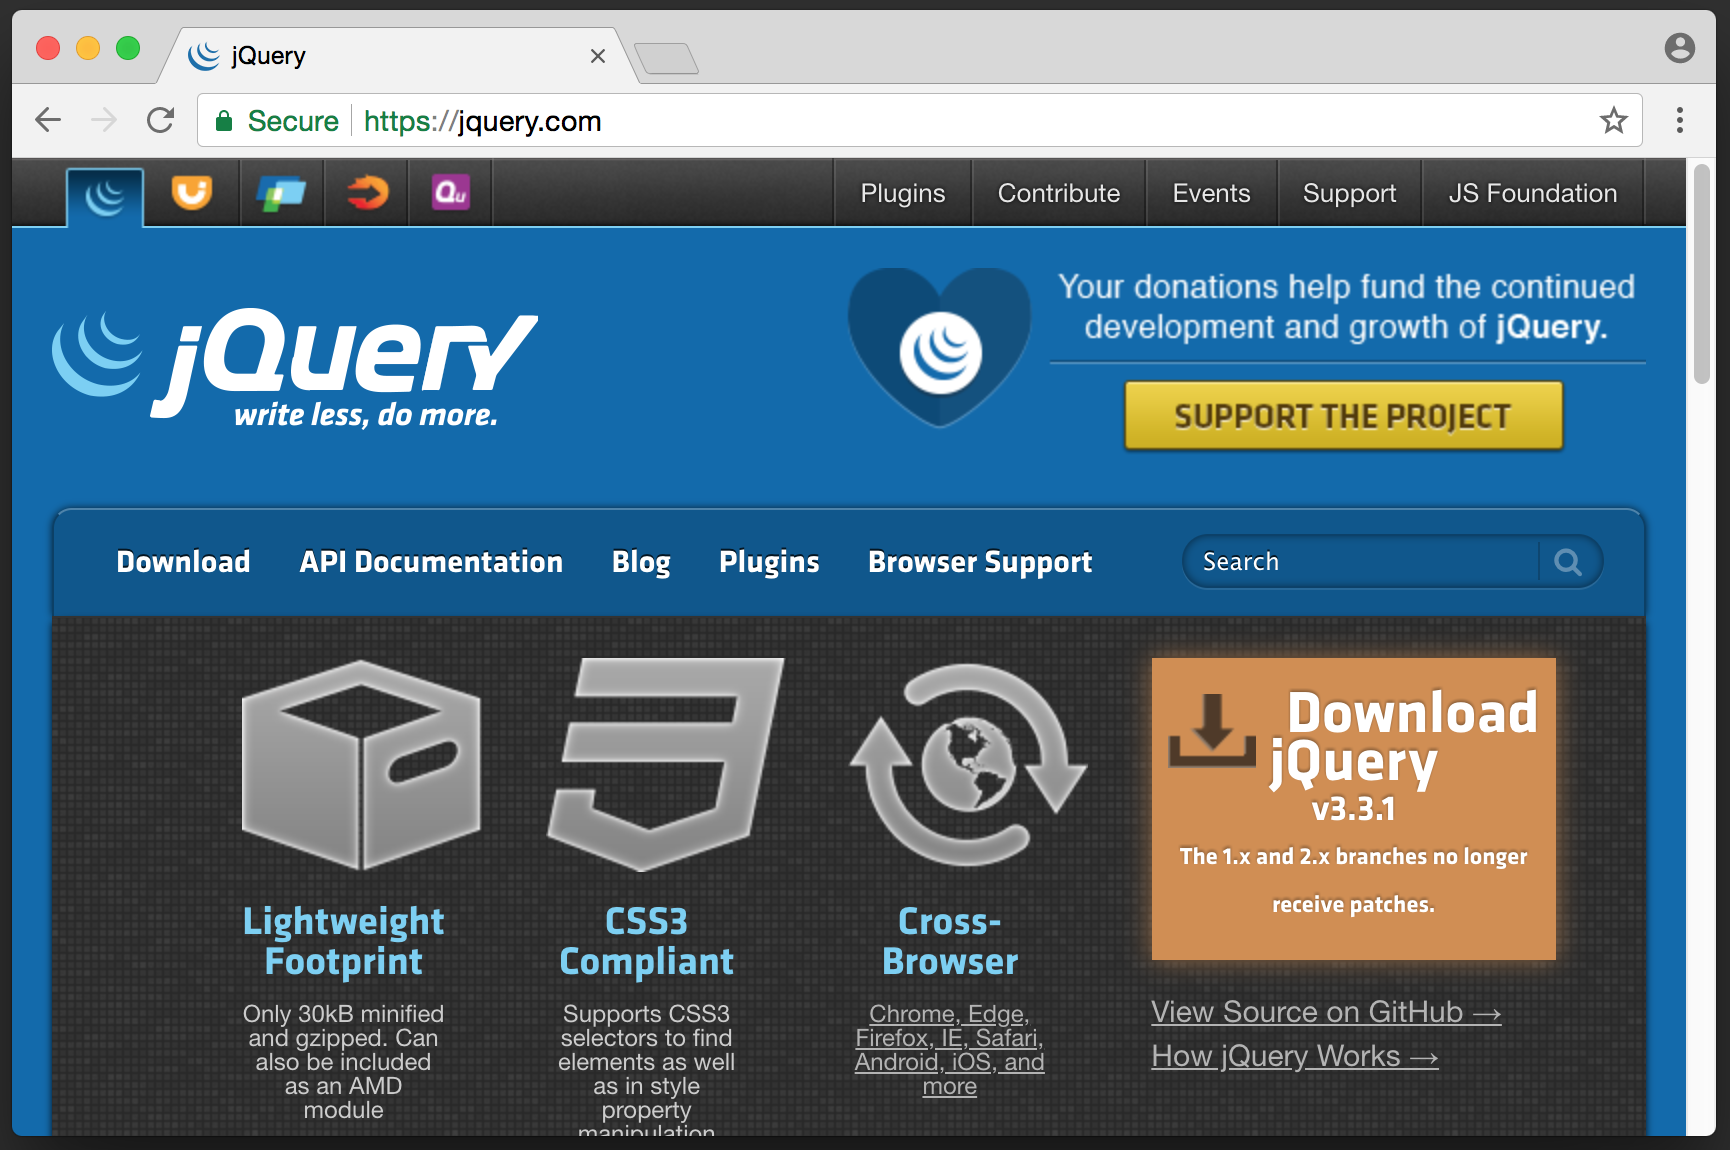 jQuery
Secure
https://jquery.com
Plugins
Contribute
Events
Support
JS Foundation
jQuery
write less, do more.
Your donations help fund the continued
development and growth of jQuery.
SUPPORT THE PROJECT
Download
API Documentation
Blog
Plugins
Browser Support
Search
Lightweight
Footprint
Only 30kB minified
and gzipped. Can
also be included
as an AMD
module
CSS3
Compliant
Supports CSS3
selectors to find
elements as well
as in style
property
manipulation
Cross-
Browser
Chrome, Edge,
Firefox, IE, Safari,
Android, iOS, and
more
Download
jQuery
v3.3.1
The 1.x and 2.x branches no longer
receive patches.
View Source on GitHub →
How jQuery Works →
Qu